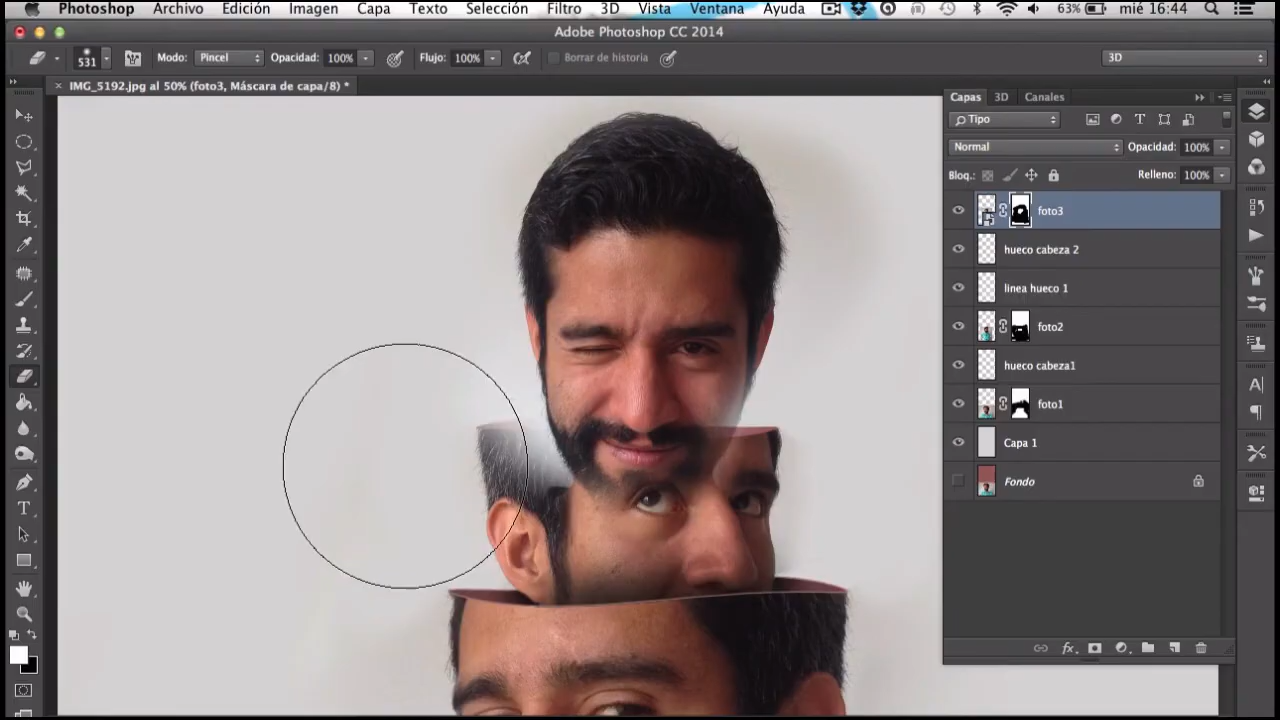 Photoshop Archivo Edición Imagen Capa Texto Selección Filtro 3D Vista Ventana Ayuda 63% mié 16:44
Adobe Photoshop CC 2014
531 Modo: Pincel Opacidad: 100% Flujo: 100% Borrar de historia 3D
× IMG_5192.jpg al 50% (foto3, Máscara de capa/8) *
Capas 3D Canales
Tipo
Normal Opacidad: 100%
Bloq.: Relleno: 100%
foto3
hueco cabeza 2
linea hueco 1
foto2
hueco cabeza1
foto1
Capa 1
Fondo
fx